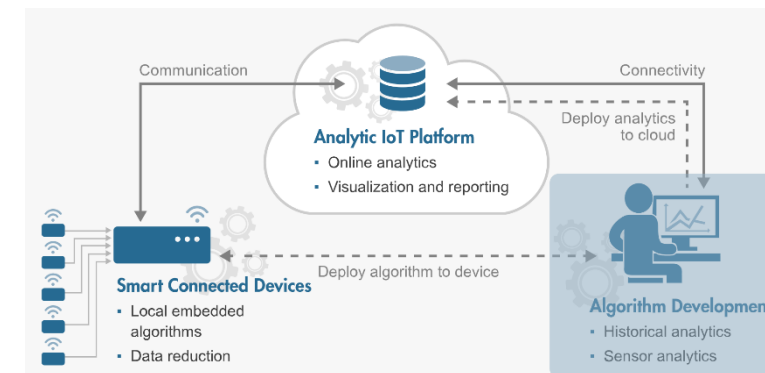 Communication
Connectivity
Deploy analytics
to cloud
Analytic IoT Platform
▪ Online analytics
▪ Visualization and reporting
Deploy algorithm to device
Smart Connected Devices
▪ Local embedded
algorithms
▪ Data reduction
Algorithm Developmen
▪ Historical analytics
▪ Sensor analytics